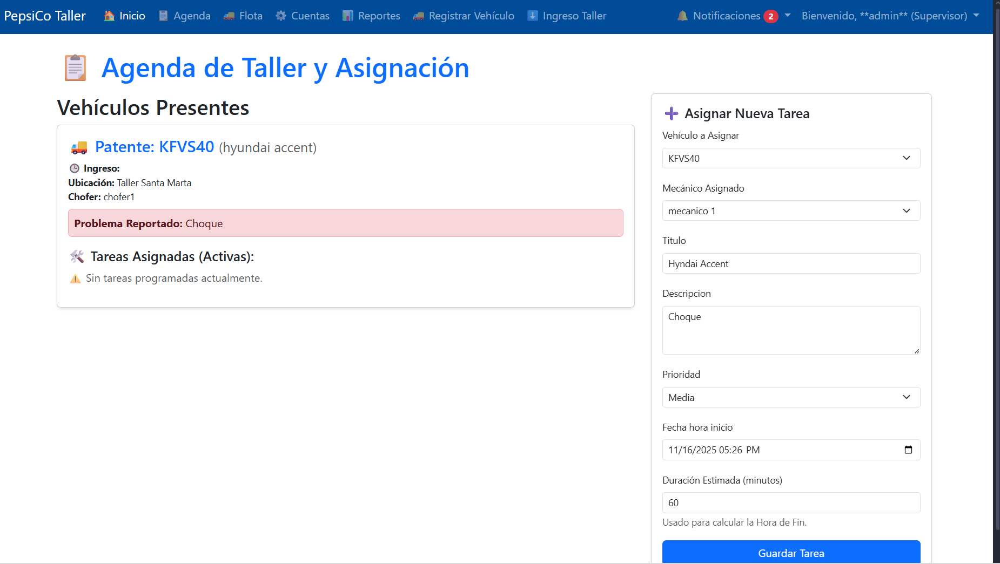 PepsiCo Taller Inicio Agenda Flota Cuentas Reportes Registrar Vehículo Ingreso Taller Notificaciones 2 Bienvenido, **admin** (Supervisor)
Agenda de Taller y Asignación
Vehículos Presentes
Patente: KFVS40 (hyundai accent)
Ingreso:
Ubicación: Taller Santa Marta
Chofer: chofer1
Problema Reportado: Choque
Tareas Asignadas (Activas):
Sin tareas programadas actualmente.
Asignar Nueva Tarea
Vehículo a Asignar
KFVS40
Mecánico Asignado
mecanico 1
Titulo
Hyndai Accent
Descripcion
Choque
Prioridad
Media
Fecha hora inicio
11/16/2025 05:26 PM
Duración Estimada (minutos)
60
Usado para calcular la Hora de Fin.
Guardar Tarea